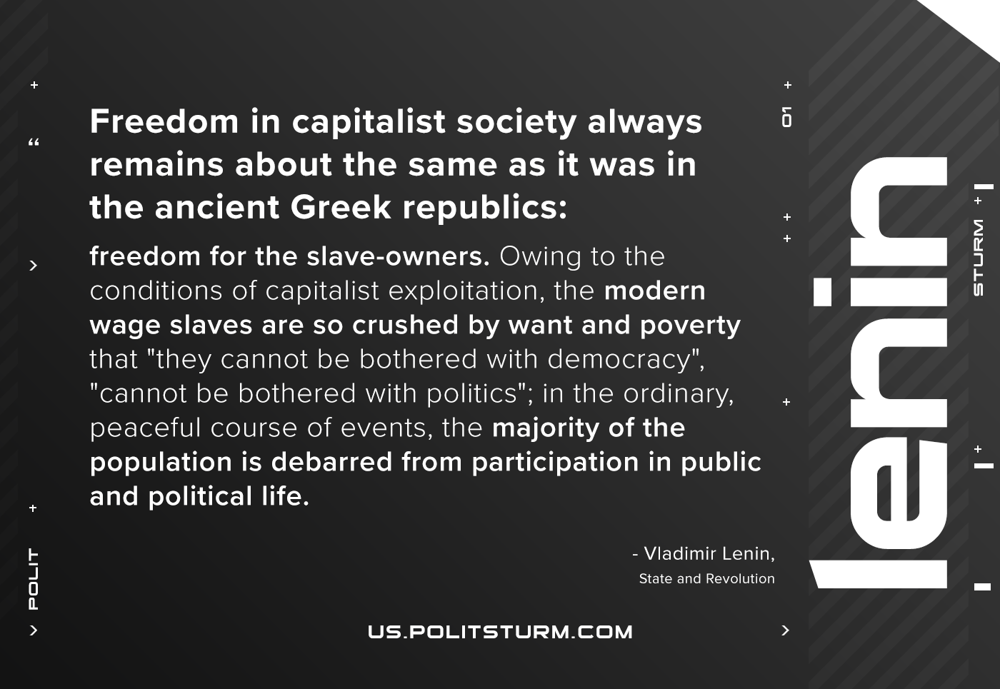 “
Freedom in capitalist society always
remains about the same as it was in
the ancient Greek republics:
freedom for the slave-owners. Owing to the
conditions of capitalist exploitation, the modern
wage slaves are so crushed by want and poverty
that "they cannot be bothered with democracy",
"cannot be bothered with politics"; in the ordinary,
peaceful course of events, the majority of the
population is debarred from participation in public
and political life.
- Vladimir Lenin,
State and Revolution
US.POLITSTURM.COM
POLIT
01
lenin
STURM